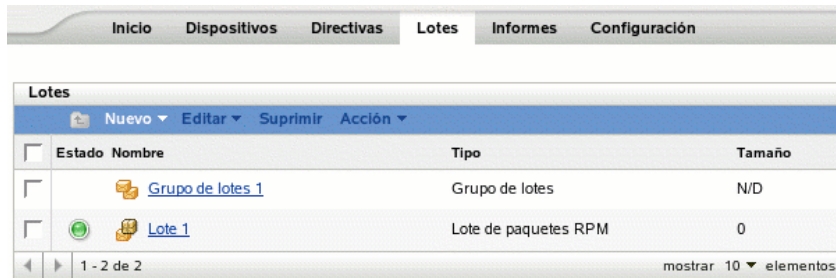 Inicio Dispositivos Directivas Lotes Informes Configuración
Lotes
Nuevo Editar Suprimir Acción
Estado Nombre Tipo Tamaño
Grupo de lotes 1 Grupo de lotes N/D
Lote 1 Lote de paquetes RPM 0
1 - 2 de 2 mostrar 10 elementos